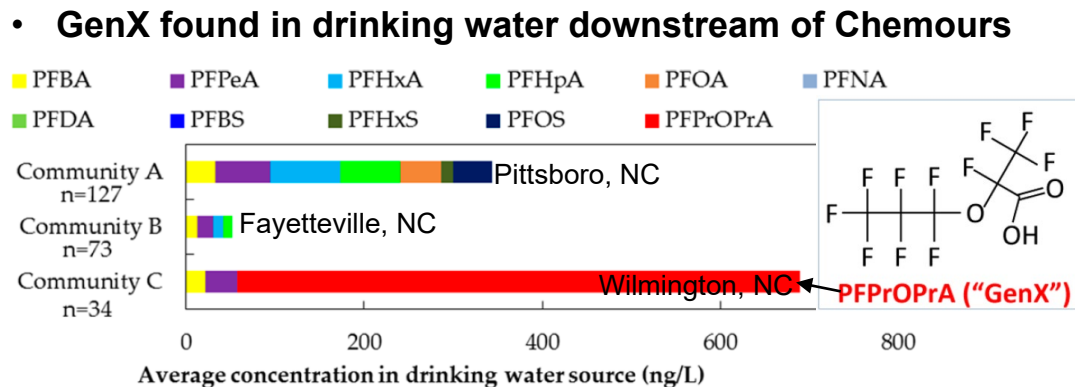 • GenX found in drinking water downstream of Chemours
PFBA PFPeA PFHxA PFHpA PFOA PFNA
PFDA PFBS PFHxS PFOS PFPrOPrA
Community A
n=127
Pittsboro, NC
Community B
n=73
Fayetteville, NC
Community C
n=34
Wilmington, NC
F F F F F F F F F F F O O OH
PFPrOPrA ("GenX")
0 200 400 600 800
Average concentration in drinking water source (ng/L)